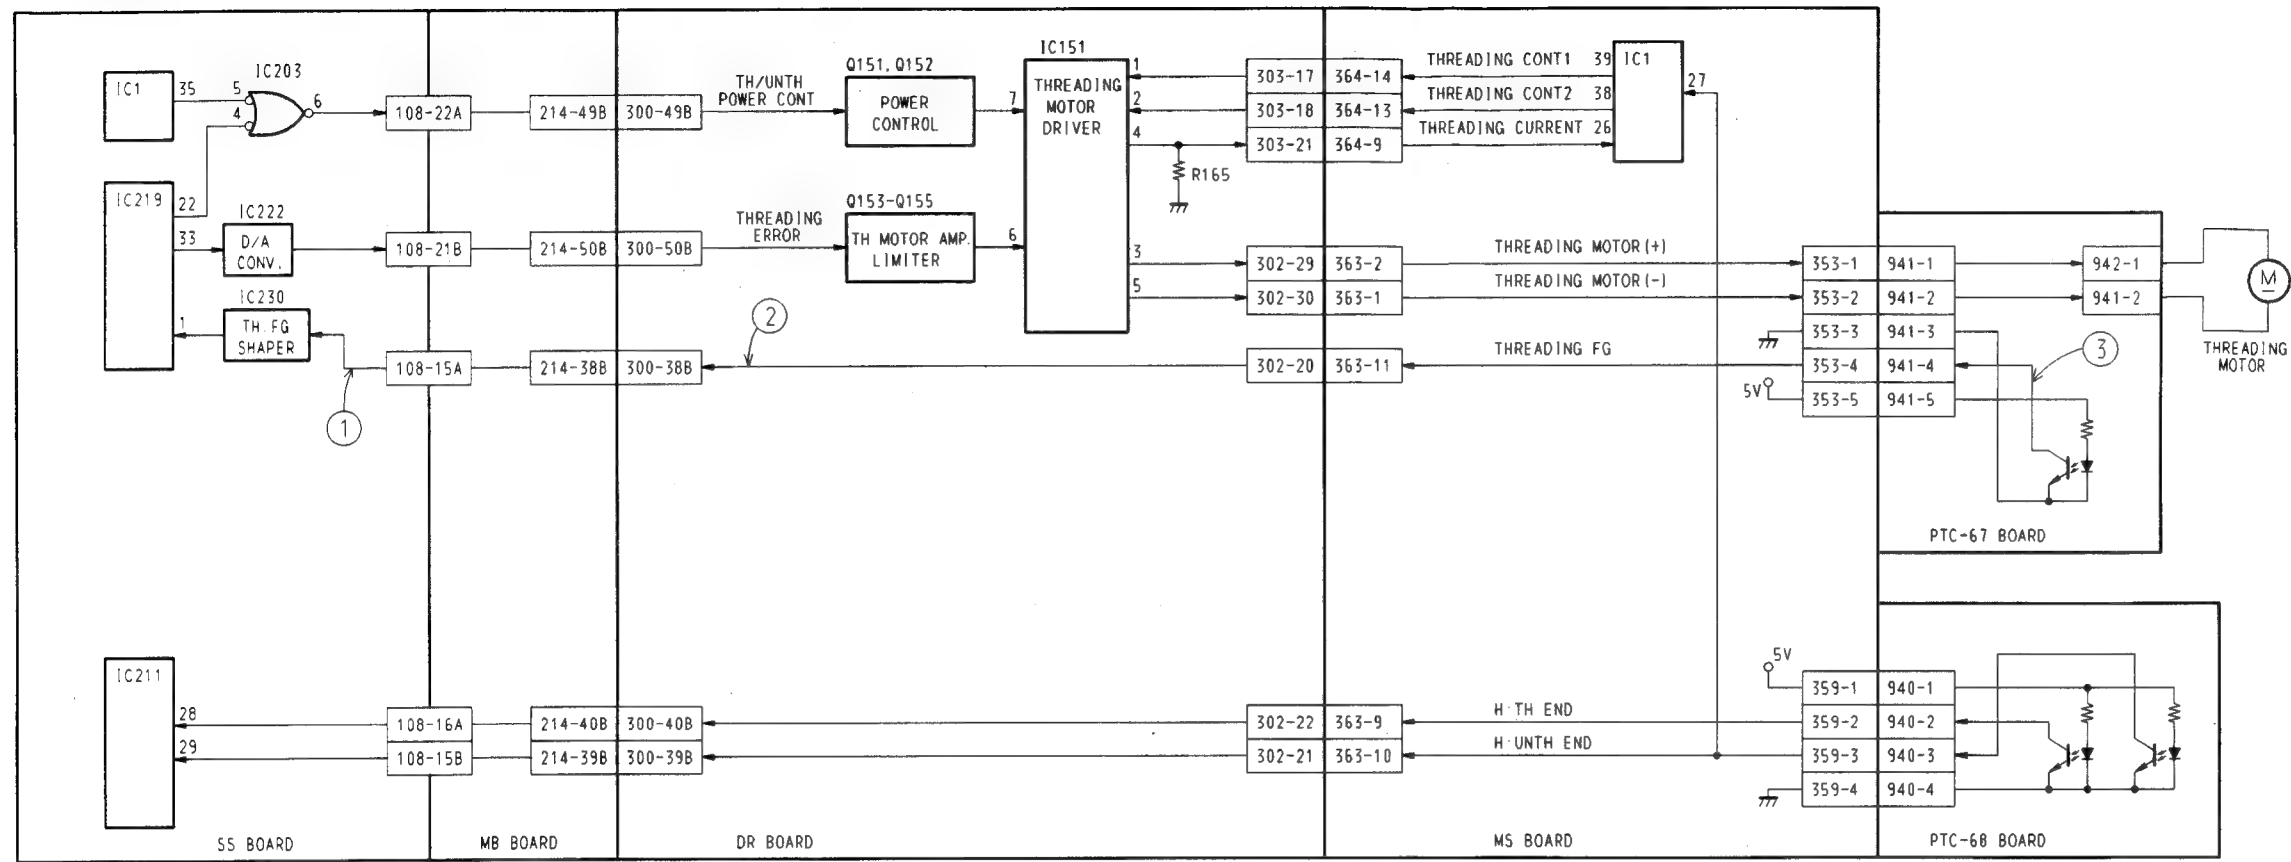 IC1
35
5
4
IC203
6
108-22A
214-49B
300-49B
TH/UNTH
POWER CONT
Q151, Q152
POWER
CONTROL
7
IC151
THREADING
MOTOR
DRIVER
1
2
4
303-17
364-14
303-18
364-13
303-21
364-9
R165
THREADING CONT1
39
THREADING CONT2
38
THREADING CURRENT
26
IC1
27
IC219
22
33
1
IC222
D/A
CONV.
108-21B
214-50B
300-50B
THREADING
ERROR
Q153-Q155
TH MOTOR AMP.
LIMITER
6
3
5
302-29
363-2
302-30
363-1
THREADING MOTOR(+)
THREADING MOTOR(-)
353-1
941-1
353-2
941-2
353-3
941-3
353-4
941-4
353-5
941-5
942-1
941-2
M
THREADING
MOTOR
IC230
TH.FG
SHAPER
1
108-15A
214-38B
300-38B
2
302-20
363-11
THREADING FG
5V
3
PTC-67 BOARD
IC211
28
29
108-16A
214-40B
300-40B
108-15B
214-39B
300-39B
302-22
363-9
302-21
363-10
H:TH END
H:UNTH END
5V
359-1
940-1
359-2
940-2
359-3
940-3
359-4
940-4
SS BOARD
MB BOARD
DR BOARD
MS BOARD
PTC-68 BOARD